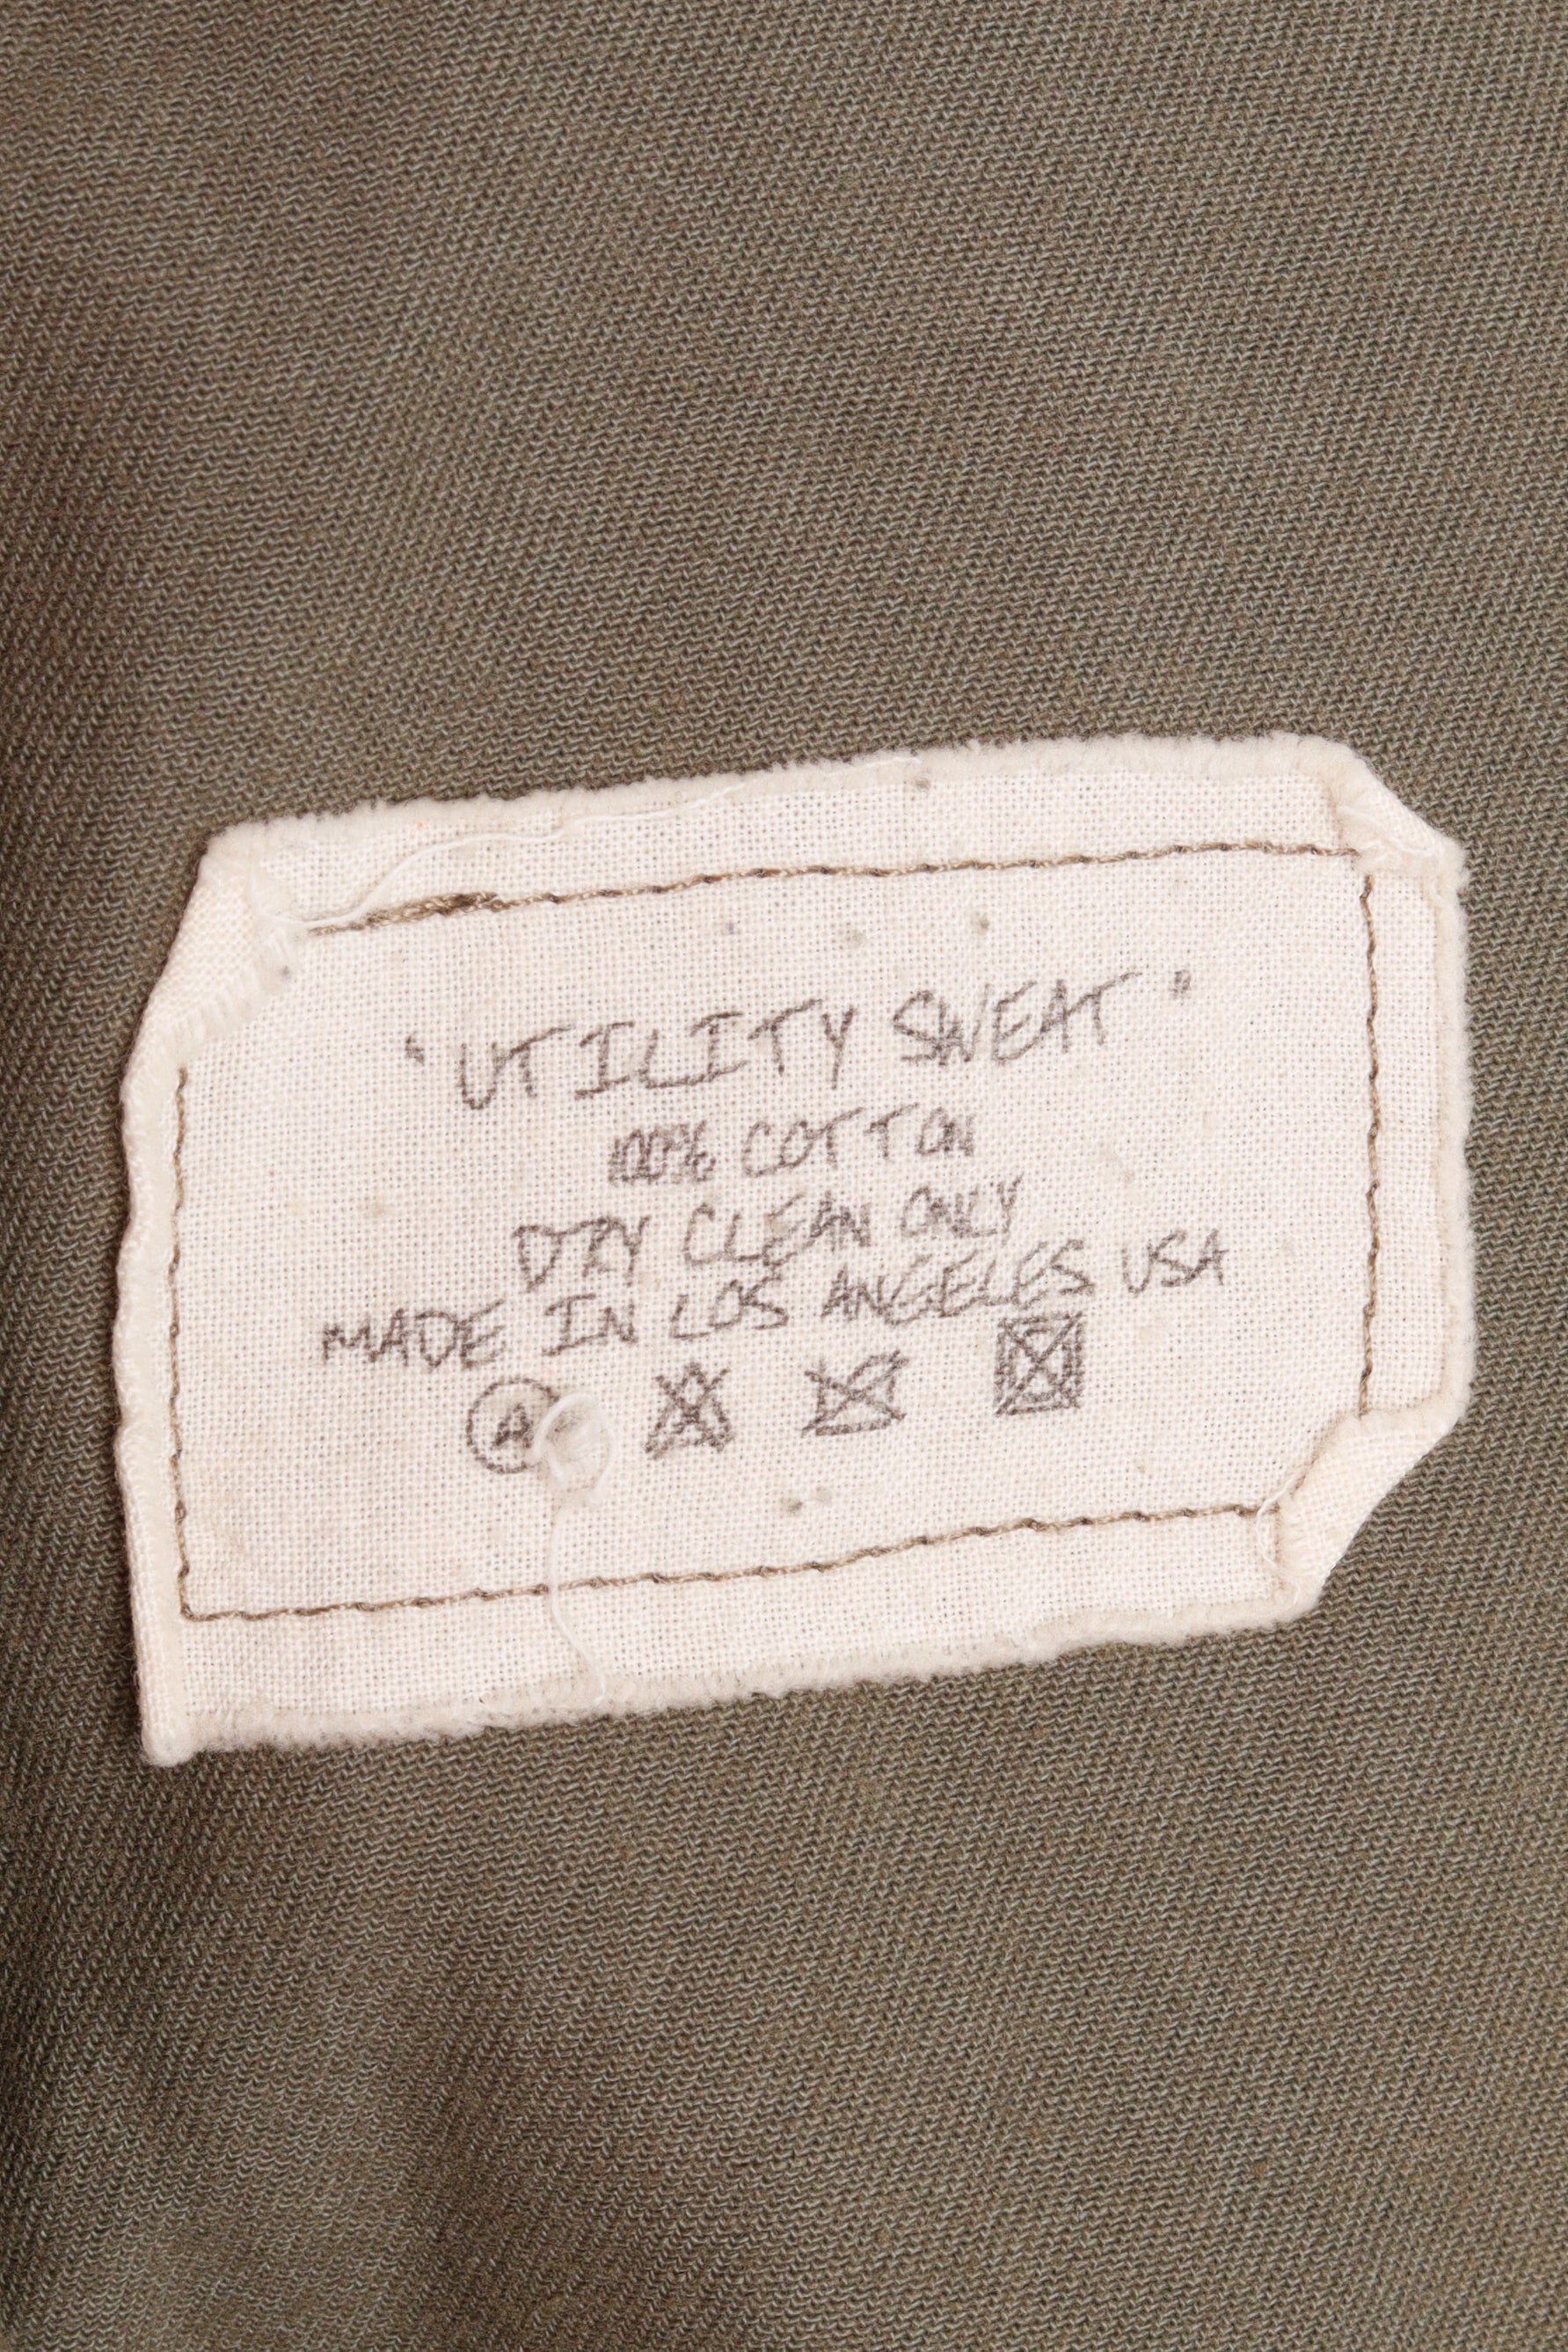 "UTILITY SWEAT"
100% COTTON
DRY CLEAN ONLY
MADE IN LOS ANGELES USA
A